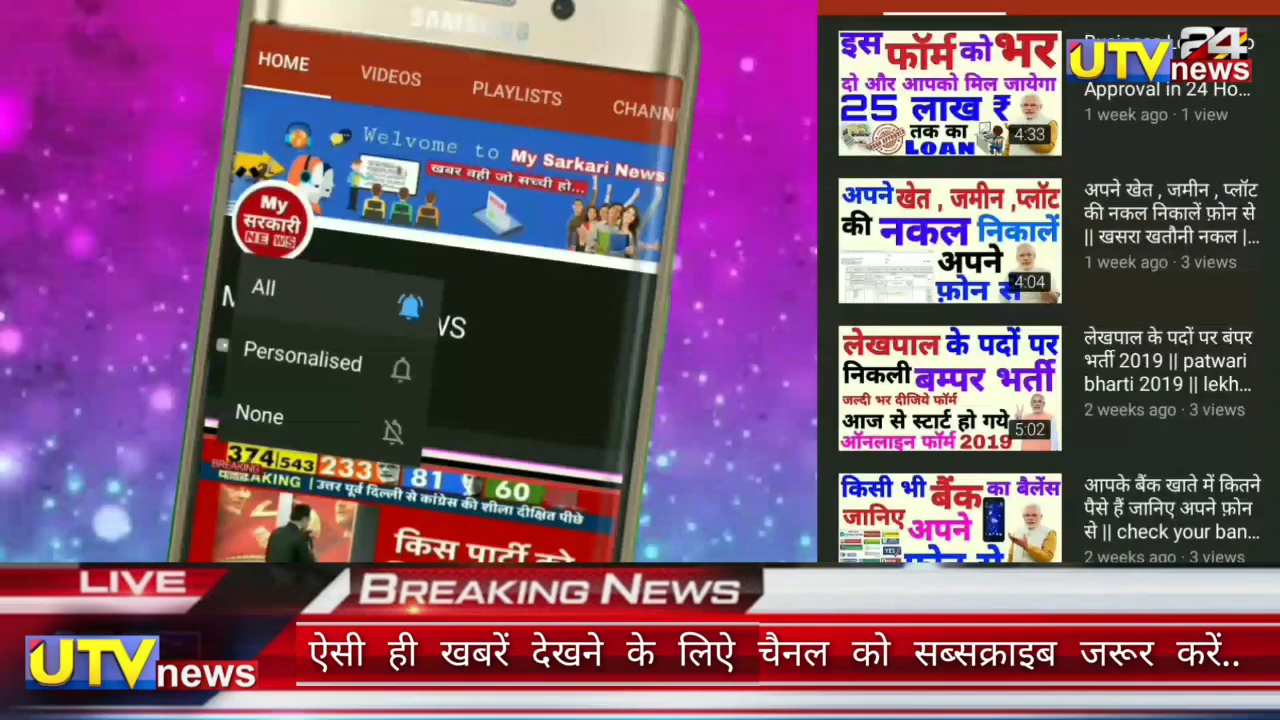 SAMSUNG
HOME
VIDEOS
PLAYLISTS
CHANN
Welvome to My Sarkari News
खबर वही जो सच्ची हो...
My
सरकारी
NEWS
All
Personalised
None
WS
374 543 233 81 60
BREAKING | उत्तर पूर्व दिल्ली से कांग्रेस की शीला दीक्षित पीछे
किस पार्टी को
इस फॉर्म को भर
दो और आपको मिल जायेगा
25 लाख ₹
तक का
LOAN
4:33
Approval in 24 Ho...
1 week ago · 1 view
UTV 24
news
अपने खेत , जमीन ,प्लॉट
की नकल निकालें
अपने
फ़ोन से
4:04
अपने खेत , जमीन , प्लॉट
की नकल निकालें फ़ोन से
|| खसरा खतौनी नकल |...
1 week ago · 3 views
लेखपाल के पदों पर
निकली बम्पर भर्ती
जल्दी भर दीजिये फॉर्म
आज से स्टार्ट हो गये
ऑनलाइन फॉर्म 2019
5:02
लेखपाल के पदों पर बंपर
भर्ती 2019 || patwari
bharti 2019 || lekh...
2 weeks ago · 3 views
किसी भी बैंक का बैलेंस
जानिए अपने
फ़ोन से
आपके बैंक खाते में कितने
पैसे हैं जानिए अपने फ़ोन
से || check your ban...
2 weeks ago · 3 views
LIVE
BREAKING NEWS
UTV news
ऐसी ही खबरें देखने के लिऐ चैनल को सब्सक्राइब जरूर करें..